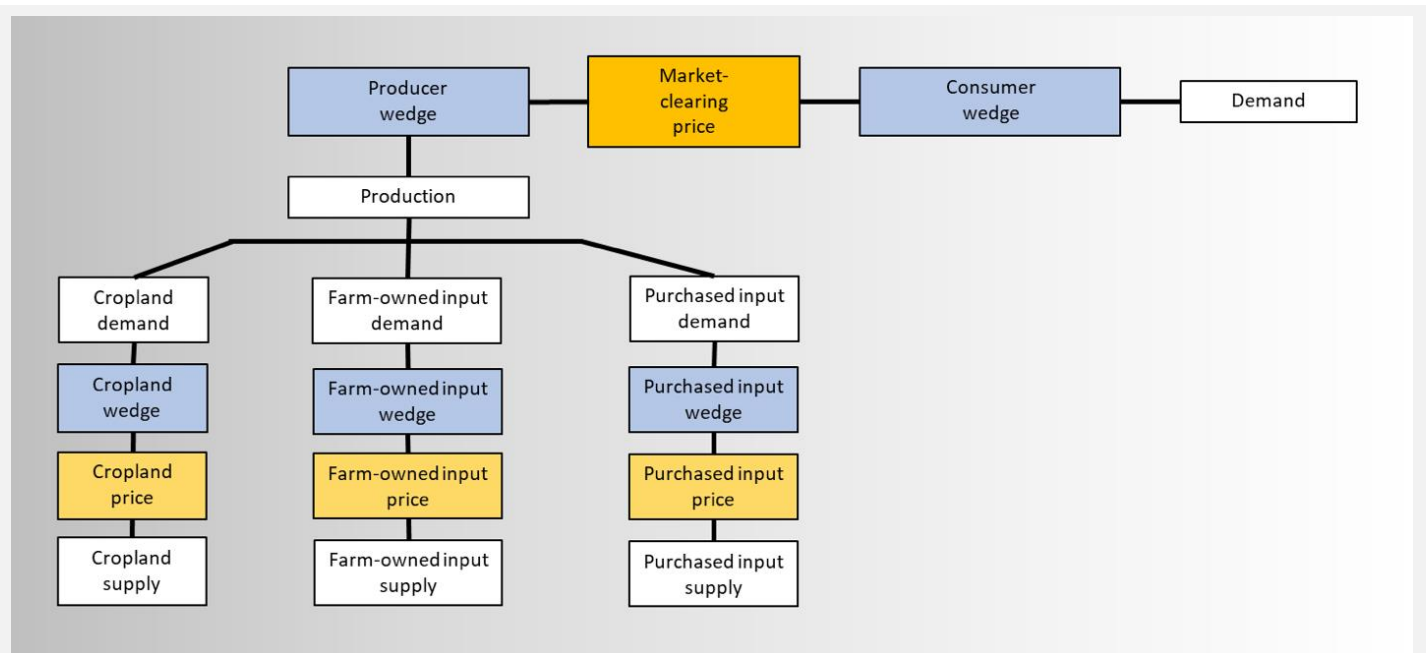 Producer
wedge
Market-
clearing
price
Consumer
wedge
Demand
Production
Cropland
demand
Farm-owned input
demand
Purchased input
demand
Cropland
wedge
Farm-owned input
wedge
Purchased input
wedge
Cropland
price
Farm-owned input
price
Purchased input
price
Cropland
supply
Farm-owned input
supply
Purchased input
supply